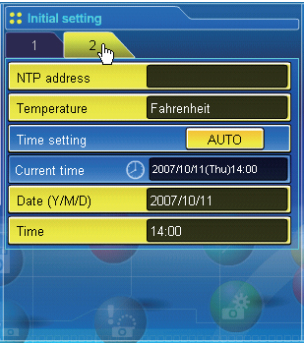 Initial setting
1 2
NTP address
Temperature Fahrenheit
Time setting AUTO
Current time 2007/10/11(Thu)14:00
Date (Y/M/D) 2007/10/11
Time 14:00